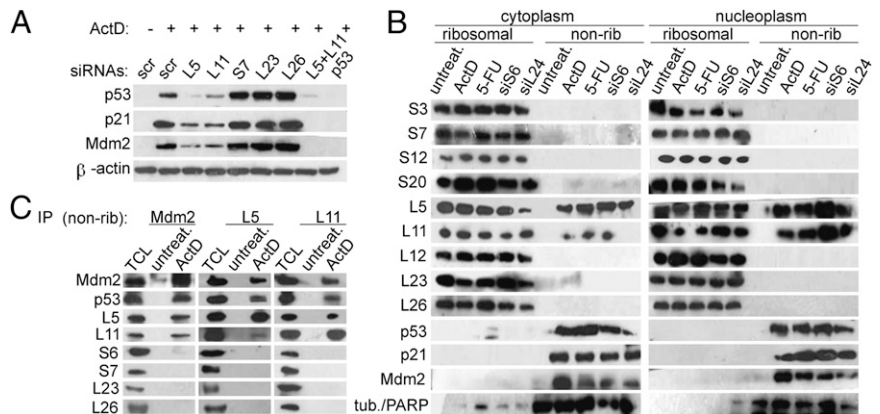 A
ActD: - + + + + + + + +
siRNAs: scr scr L5 L11 S7 L23 L26 L5+L11 p53
p53
p21
Mdm2
β -actin
B
cytoplasm nucleoplasm
ribosomal non-rib ribosomal non-rib
untreat. ActD 5-FU siS6 siL24 untreat. ActD 5-FU siS6 siL24 untreat. ActD 5-FU siS6 siL24 untreat. ActD 5-FU siS6 siL24
S3
S7
S12
S20
L5
L11
L12
L23
L26
p53
p21
Mdm2
tub./PARP
C
IP (non-rib): Mdm2 L5 L11
TCL untreat. ActD TCL untreat. ActD TCL untreat. ActD
Mdm2
p53
L5
L11
S6
S7
L23
L26